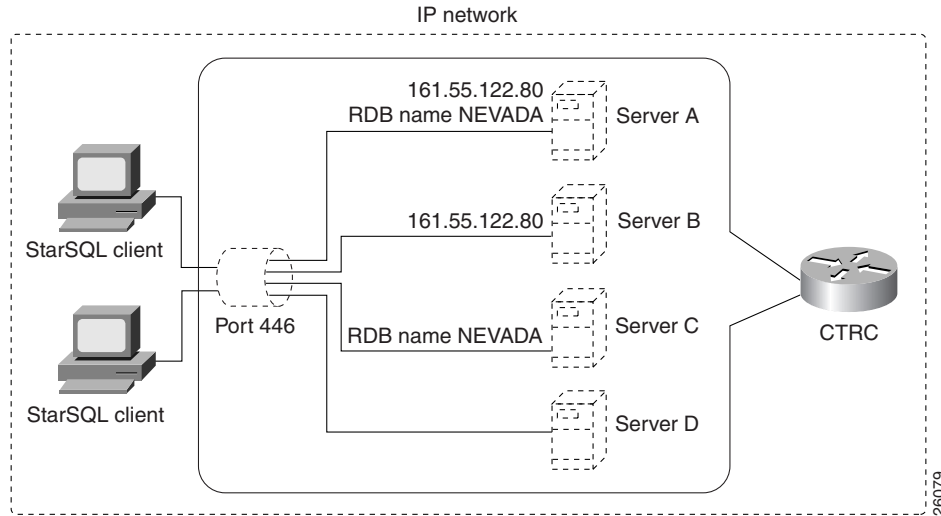 IP network
161.55.122.80
RDB name NEVADA
Server A
StarSQL client
161.55.122.80
Server B
Port 446
RDB name NEVADA
Server C
CTRC
StarSQL client
Server D
26079